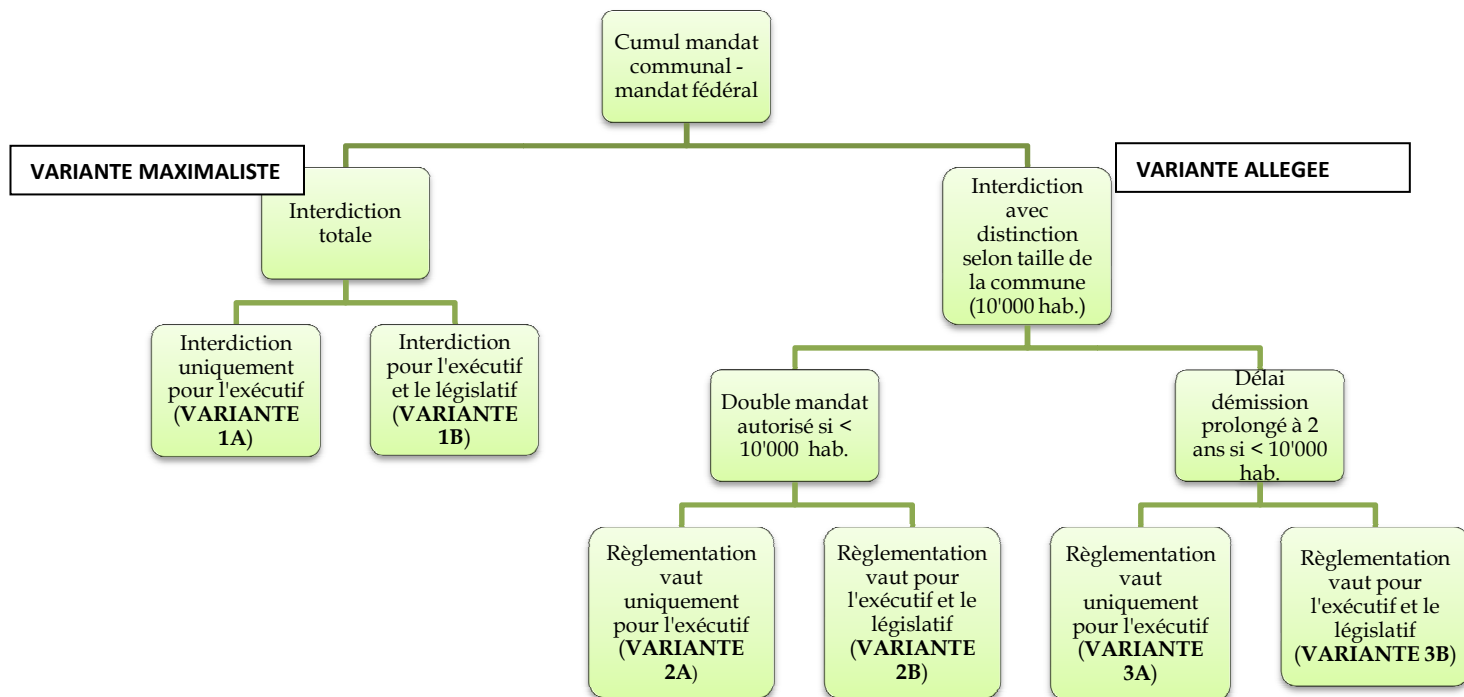 Cumul mandat
communal -
mandat fédéral
VARIANTE MAXIMALISTE
VARIANTE ALLEGEE
Interdiction
totale
Interdiction
avec
distinction
selon taille de
la commune
(10'000 hab.)
Interdiction
uniquement
pour l'exécutif
(VARIANTE
1A)
Interdiction
pour l'exécutif
et le législatif
(VARIANTE
1B)
Double mandat
autorisé si <
10'000 hab.
Délai
démission
prolongé à 2
ans si < 10'000
hab.
Règlementation
vaut
uniquement
pour l'exécutif
(VARIANTE
2A)
Règlementation
vaut pour
l'exécutif et le
législatif
(VARIANTE
2B)
Règlementation
vaut
uniquement
pour l'exécutif
(VARIANTE
3A)
Règlementation
vaut pour
l'exécutif et le
législatif
(VARIANTE 3B)